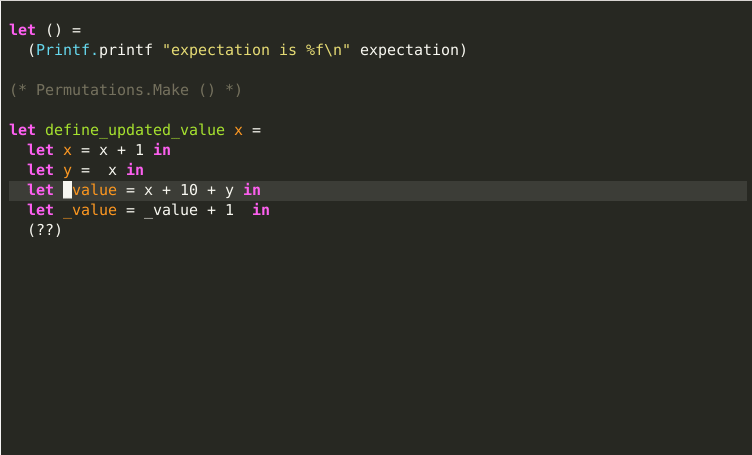 let () =
  (Printf.printf "expectation is %f\n" expectation)
(* Permutations.Make () *)
let define_updated_value x =
  let x = x + 1 in
  let y =  x in
  let value = x + 10 + y in
  let _value = _value + 1  in
  (??)